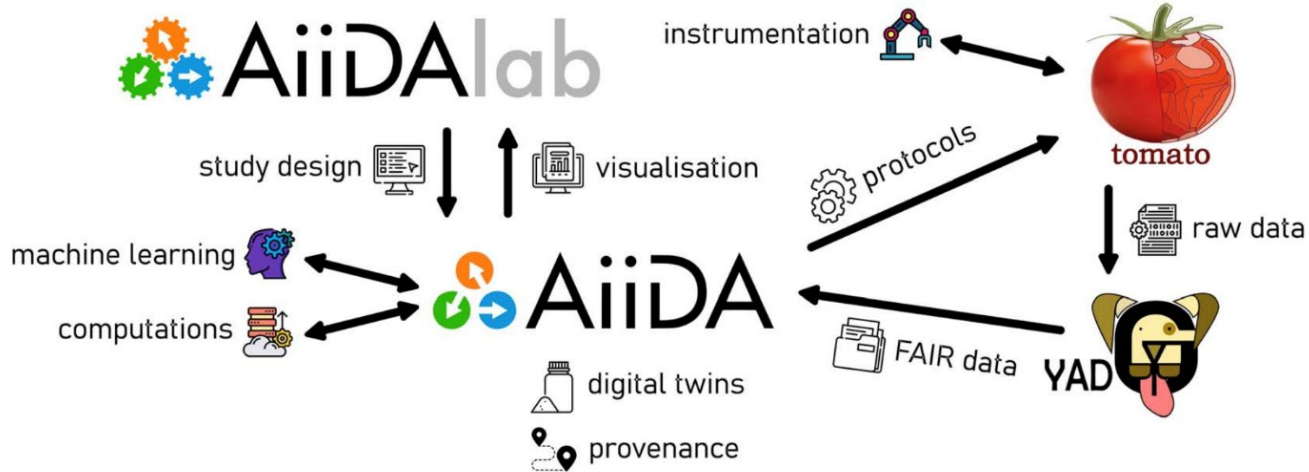 AiiDAlab
instrumentation
tomato
study design
visualisation
protocols
raw data
machine learning
AiiDA
computations
FAIR data
YADG
digital twins
provenance